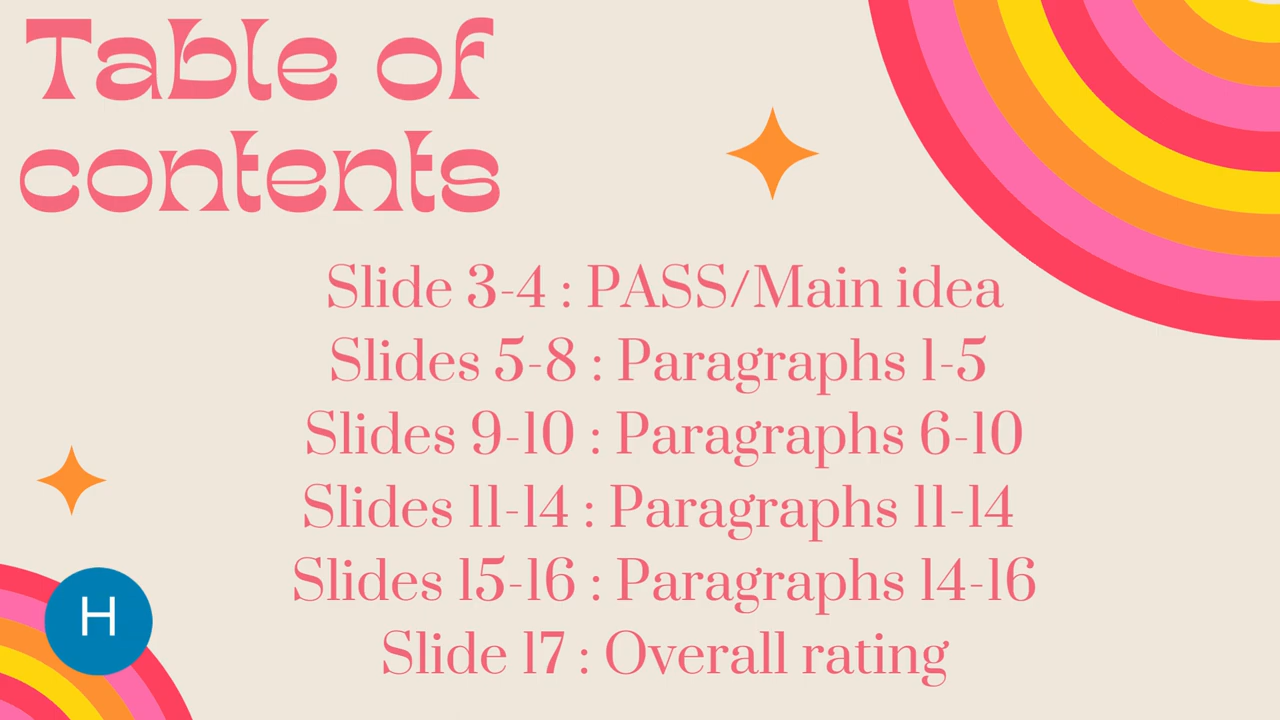 Table of
contents
Slide 3-4 : PASS/Main idea
Slides 5-8 : Paragraphs 1-5
Slides 9-10 : Paragraphs 6-10
Slides 11-14 : Paragraphs 11-14
Slides 15-16 : Paragraphs 14-16
H
Slide 17 : Overall rating